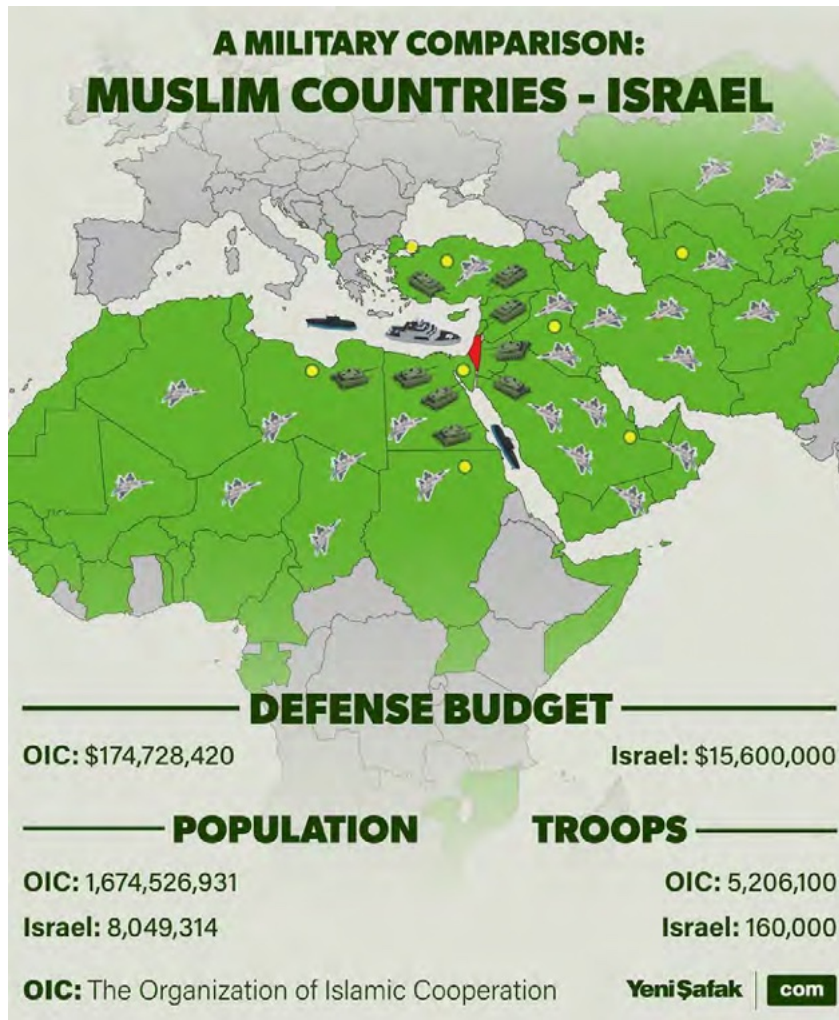 A MILITARY COMPARISON:
MUSLIM COUNTRIES - ISRAEL
DEFENSE BUDGET
OIC: $174,728,420
Israel: $15,600,000
POPULATION
OIC: 1,674,526,931
Israel: 8,049,314
TROOPS
OIC: 5,206,100
Israel: 160,000
OIC: The Organization of Islamic Cooperation
YeniŞafak com